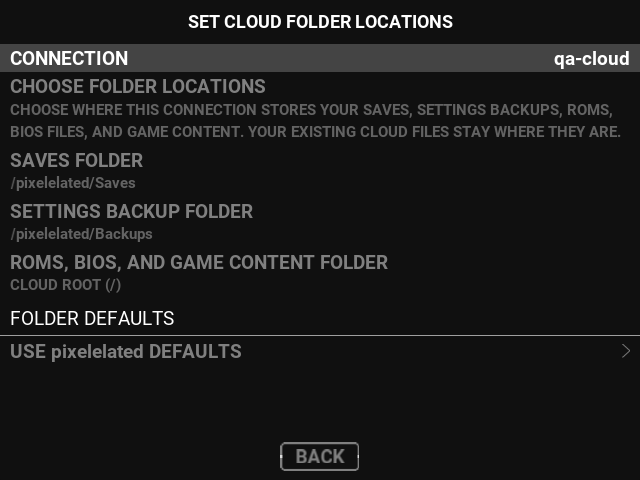 SET CLOUD FOLDER LOCATIONS
CONNECTION qa-cloud
CHOOSE FOLDER LOCATIONS
CHOOSE WHERE THIS CONNECTION STORES YOUR SAVES, SETTINGS BACKUPS, ROMS,
BIOS FILES, AND GAME CONTENT. YOUR EXISTING CLOUD FILES STAY WHERE THEY ARE.
SAVES FOLDER
/pixelelated/Saves
SETTINGS BACKUP FOLDER
/pixelelated/Backups
ROMS, BIOS, AND GAME CONTENT FOLDER
CLOUD ROOT (/)
FOLDER DEFAULTS
USE pixelelated DEFAULTS
BACK